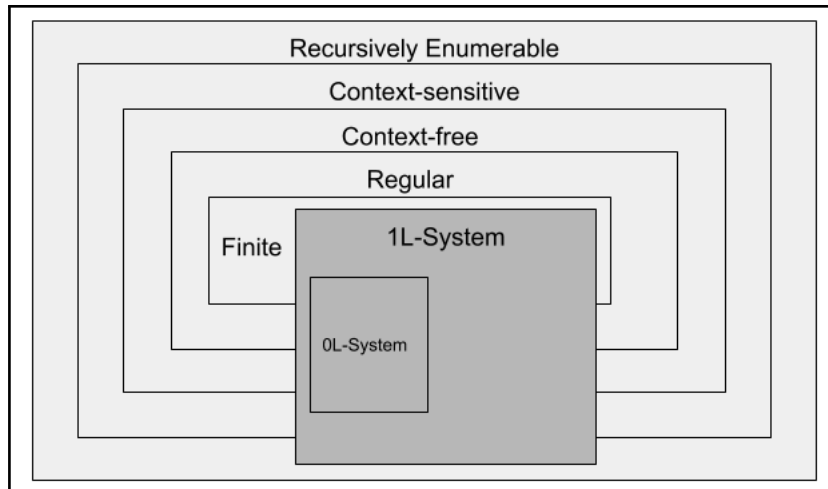 Recursively Enumerable
Context-sensitive
Context-free
Regular
1L-System
Finite
0L-System